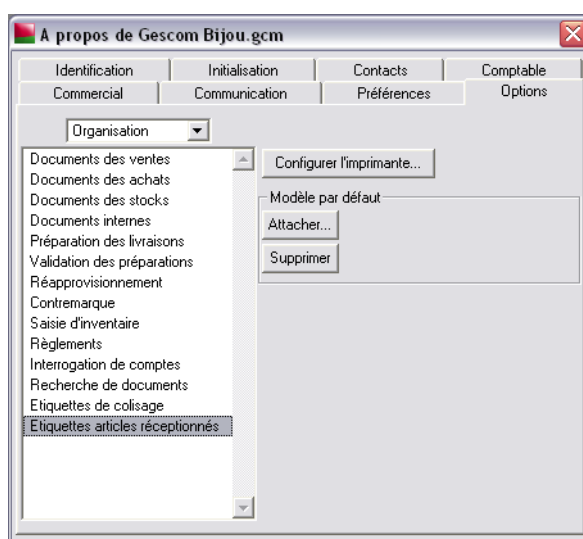 A propos de Gescom Bijou.gcm
Identification Initialisation Contacts Comptable
Commercial Communication Préférences Options
Organisation
Documents des ventes
Documents des achats
Documents des stocks
Documents internes
Préparation des livraisons
Validation des préparations
Réapprovisionnement
Contremarque
Saisie d'inventaire
Règlements
Interrogation de comptes
Recherche de documents
Etiquettes de colisage
Etiquettes articles réceptionnés
Configurer l'imprimante...
Modèle par défaut
Attacher...
Supprimer